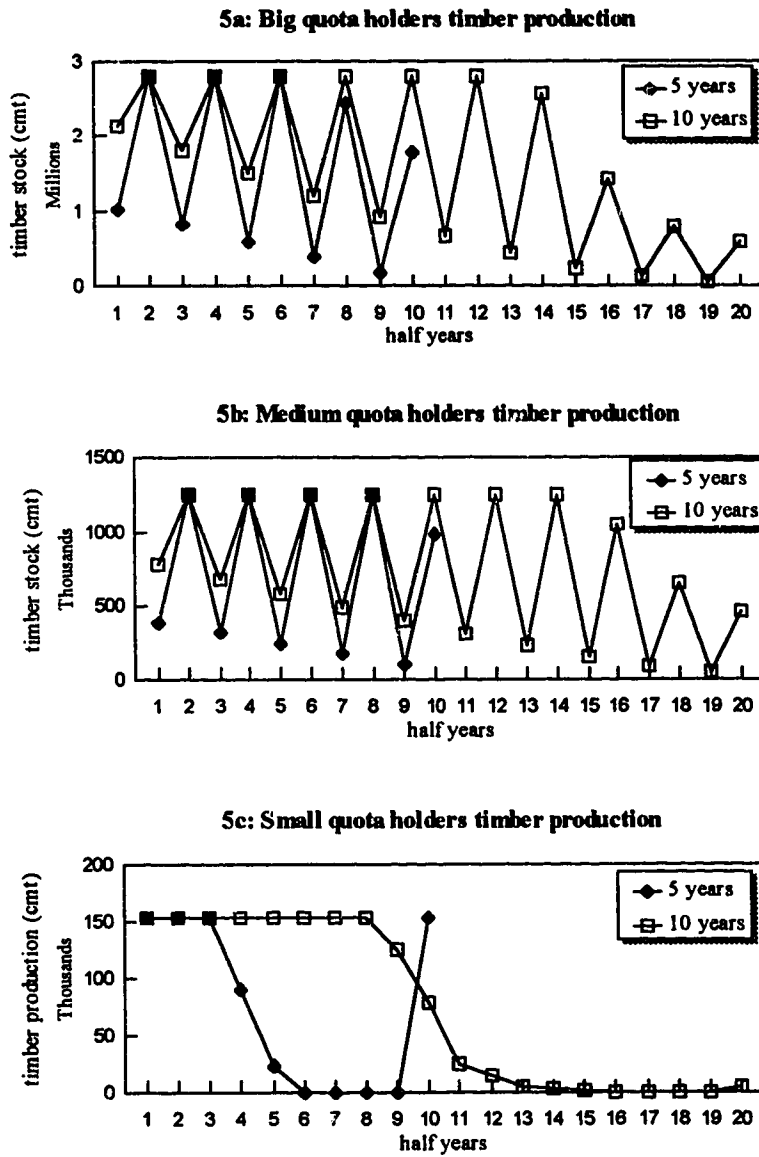 5a: Big quota holders timber production
timber stock (cmt)
Millions
3
2
1
0
5 years
10 years
1 2 3 4 5 6 7 8 9 10 11 12 13 14 15 16 17 18 19 20
half years
5b: Medium quota holders timber production
timber stock (cmt)
Thousands
1500
1000
500
0
5 years
10 years
1 2 3 4 5 6 7 8 9 10 11 12 13 14 15 16 17 18 19 20
half years
5c: Small quota holders timber production
timber production (cmt)
Thousands
200
150
100
50
0
5 years
10 years
1 2 3 4 5 6 7 8 9 10 11 12 13 14 15 16 17 18 19 20
half years